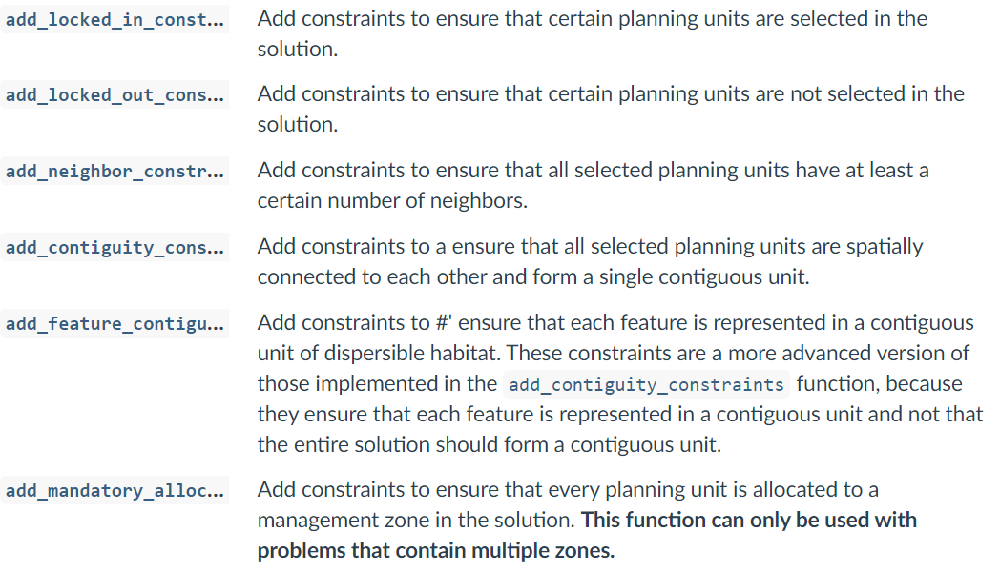 add_locked_in_const... Add constraints to ensure that certain planning units are selected in the
solution.
add_locked_out_cons... Add constraints to ensure that certain planning units are not selected in the
solution.
add_neighbor_constr... Add constraints to ensure that all selected planning units have at least a
certain number of neighbors.
add_contiguity_cons... Add constraints to a ensure that all selected planning units are spatially
connected to each other and form a single contiguous unit.
add_feature_contigu... Add constraints to #' ensure that each feature is represented in a contiguous
unit of dispersible habitat. These constraints are a more advanced version of
those implemented in the add_contiguity_constraints function, because
they ensure that each feature is represented in a contiguous unit and not that
the entire solution should form a contiguous unit.
add_mandatory_alloc... Add constraints to ensure that every planning unit is allocated to a
management zone in the solution. This function can only be used with
problems that contain multiple zones.